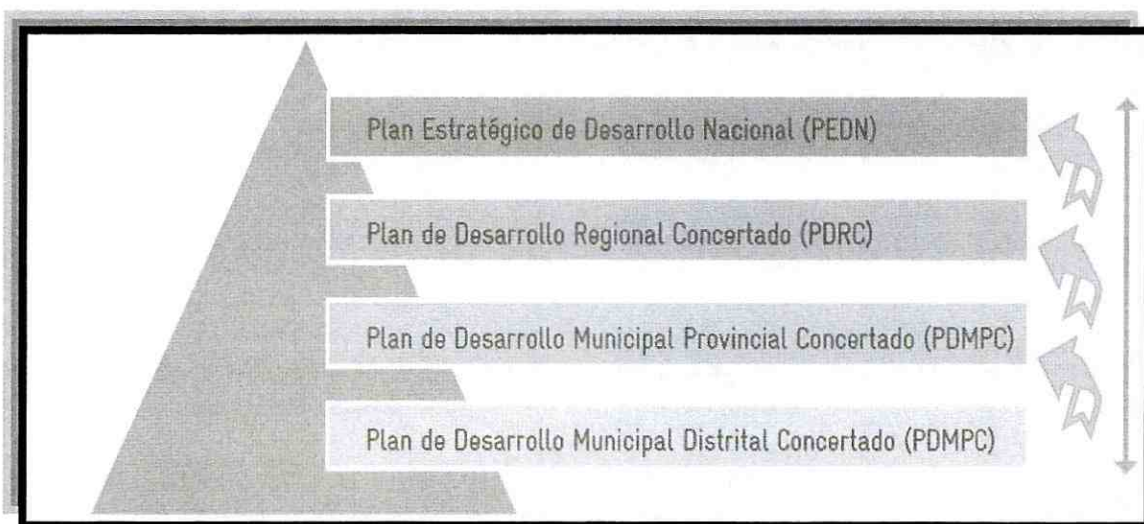 Plan Estratégico de Desarrollo Nacional (PEDN)
Plan de Desarrollo Regional Concertado (PDRC)
Plan de Desarrollo Municipal Provincial Concertado (PDMPC)
Plan de Desarrollo Municipal Distrital Concertado (PDMPC)